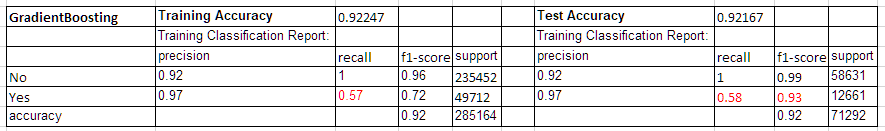 GradientBoosting Training Accuracy 0.92247 Test Accuracy 0.92167
Training Classification Report: Training Classification Report:
precision recall f1-score support precision recall f1-score support
No 0.92 1 0.96 235452 0.92 1 0.99 58631
Yes 0.97 0.57 0.72 49712 0.97 0.58 0.93 12661
accuracy 0.92 285164 0.92 71292